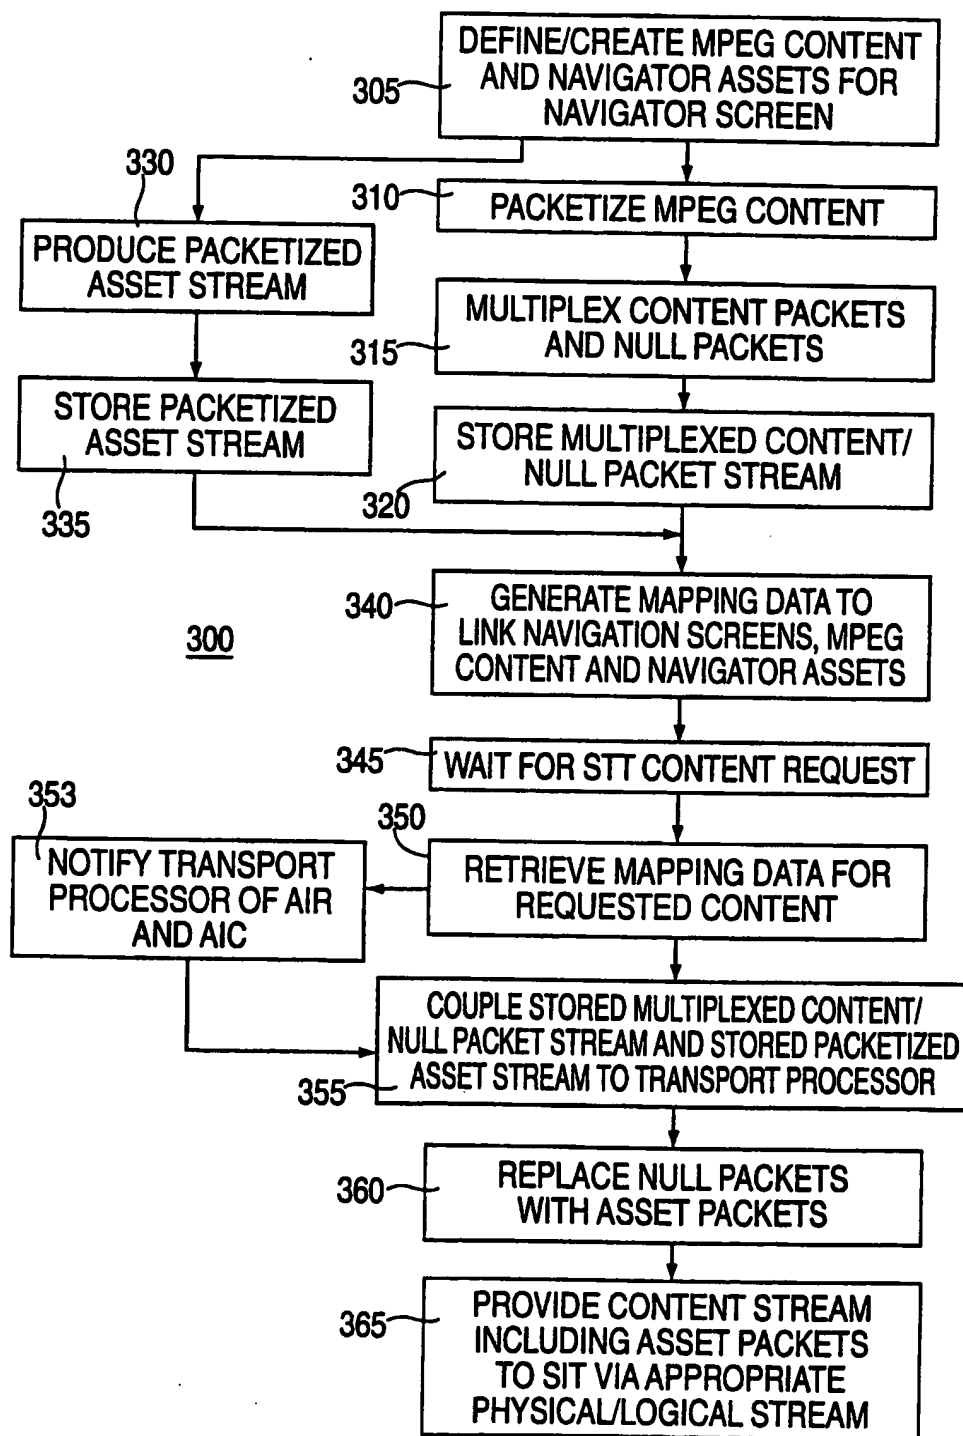 DEFINE/CREATE MPEG CONTENT
AND NAVIGATOR ASSETS FOR
NAVIGATOR SCREEN
305
330
310
PACKETIZE MPEG CONTENT
PRODUCE PACKETIZED
ASSET STREAM
MULTIPLEX CONTENT PACKETS
AND NULL PACKETS
315
STORE PACKETIZED
ASSET STREAM
335
STORE MULTIPLEXED CONTENT/
NULL PACKET STREAM
320
340
GENERATE MAPPING DATA TO
LINK NAVIGATION SCREENS, MPEG
CONTENT AND NAVIGATOR ASSETS
300
345
WAIT FOR STT CONTENT REQUEST
353
350
NOTIFY TRANSPORT
PROCESSOR OF AIR
AND AIC
RETRIEVE MAPPING DATA FOR
REQUESTED CONTENT
COUPLE STORED MULTIPLEXED CONTENT/
NULL PACKET STREAM AND STORED PACKETIZED
ASSET STREAM TO TRANSPORT PROCESSOR
355
360
REPLACE NULL PACKETS
WITH ASSET PACKETS
365
PROVIDE CONTENT STREAM
INCLUDING ASSET PACKETS
TO SIT VIA APPROPRIATE
PHYSICAL/LOGICAL STREAM